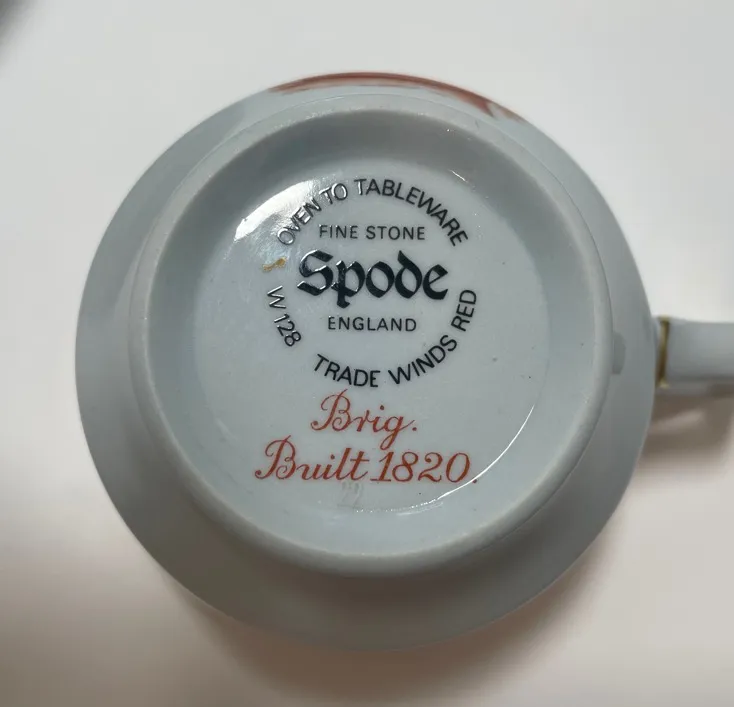 OVEN TO TABLEWARE
FINE STONE
Spode
ENGLAND
W128
TRADE WINDS RED
Brig.
Built 1820.